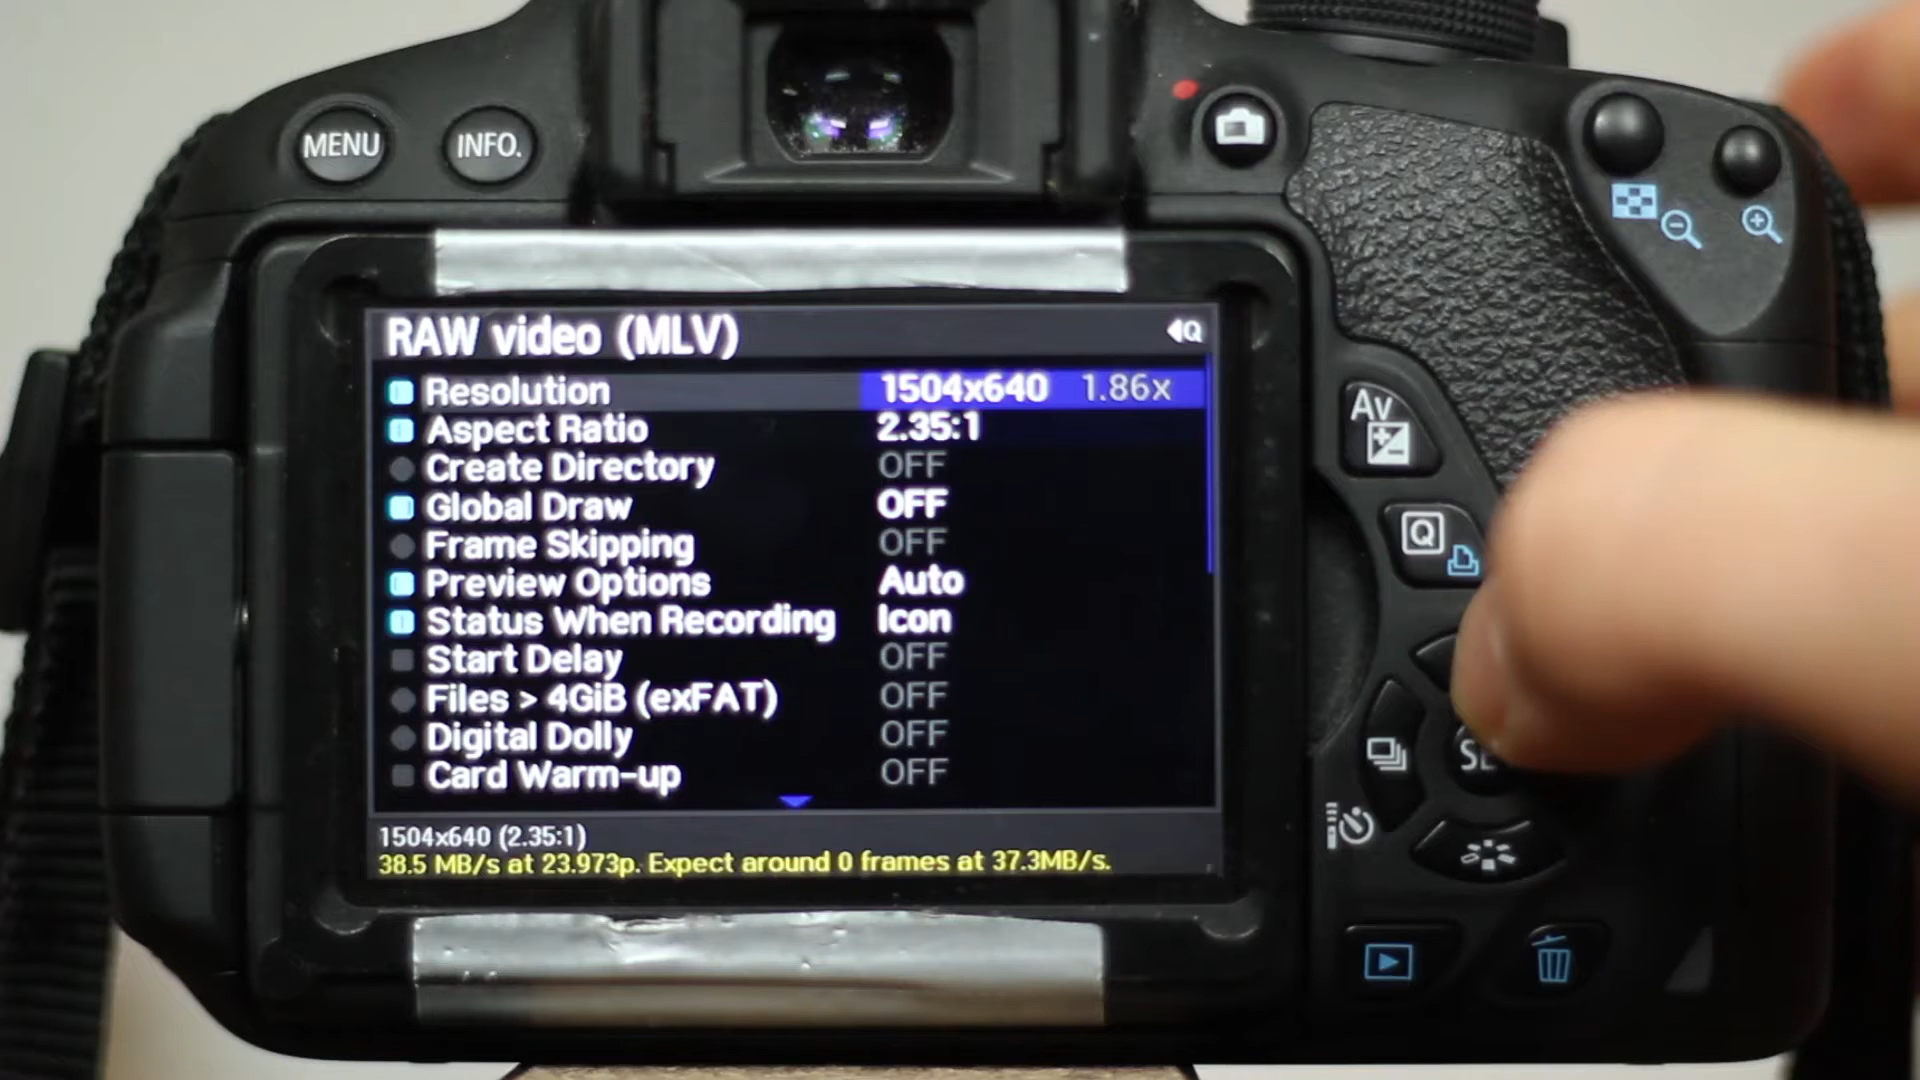 MENU INFO.
RAW video (MLV) Q
Resolution 1504x640 1.86x
Aspect Ratio 2.35:1
Create Directory OFF
Global Draw OFF
Frame Skipping OFF
Preview Options Auto
Status When Recording Icon
Start Delay OFF
Files > 4GiB (exFAT) OFF
Digital Dolly OFF
Card Warm-up OFF
1504x640 (2.35:1)
38.5 MB/s at 23.973p. Expect around 0 frames at 37.3MB/s.
Av
Q